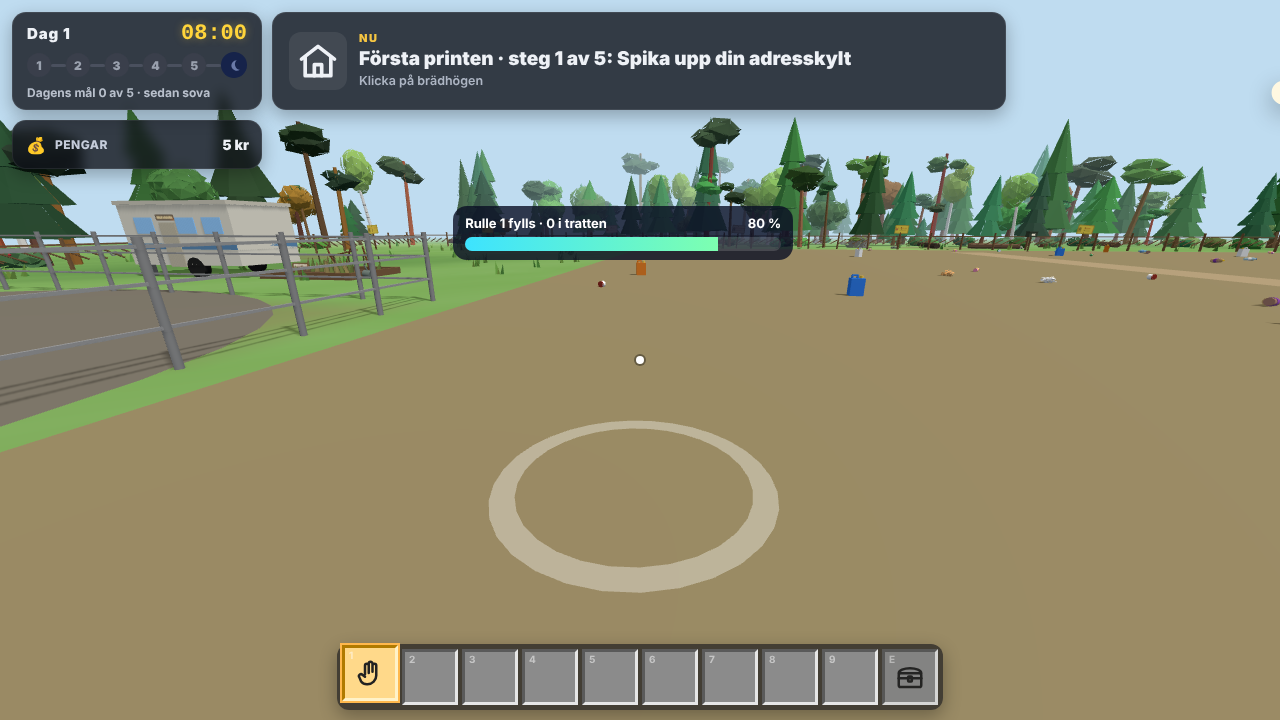 Dag 1
08:00
1
2
3
4
5
Dagens mål 0 av 5 · sedan sova
NU
Första printen · steg 1 av 5: Spika upp din adresskylt
Klicka på brädhögen
PENGAR
5 kr
Rulle 1 fylls · 0 i tratten
80 %
1
2
3
4
5
6
7
8
9
E